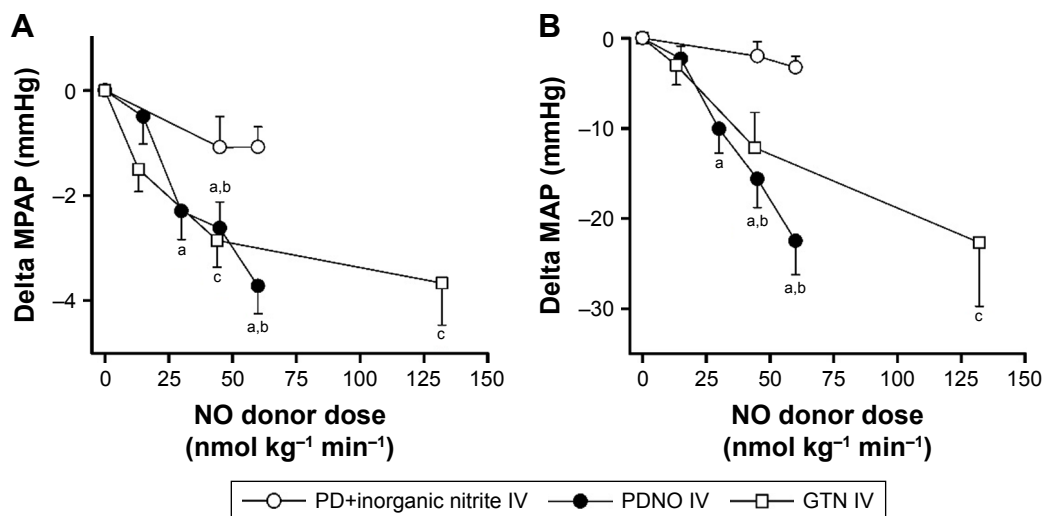 A
Delta MPAP (mmHg)
0
–2
–4
a
a,b
c
a,b
c
0 25 50 75 100 125 150
NO donor dose
(nmol kg⁻¹ min⁻¹)
B
Delta MAP (mmHg)
0
–10
–20
–30
a
a,b
a,b
c
0 25 50 75 100 125 150
NO donor dose
(nmol kg⁻¹ min⁻¹)
PD+inorganic nitrite IV PDNO IV GTN IV